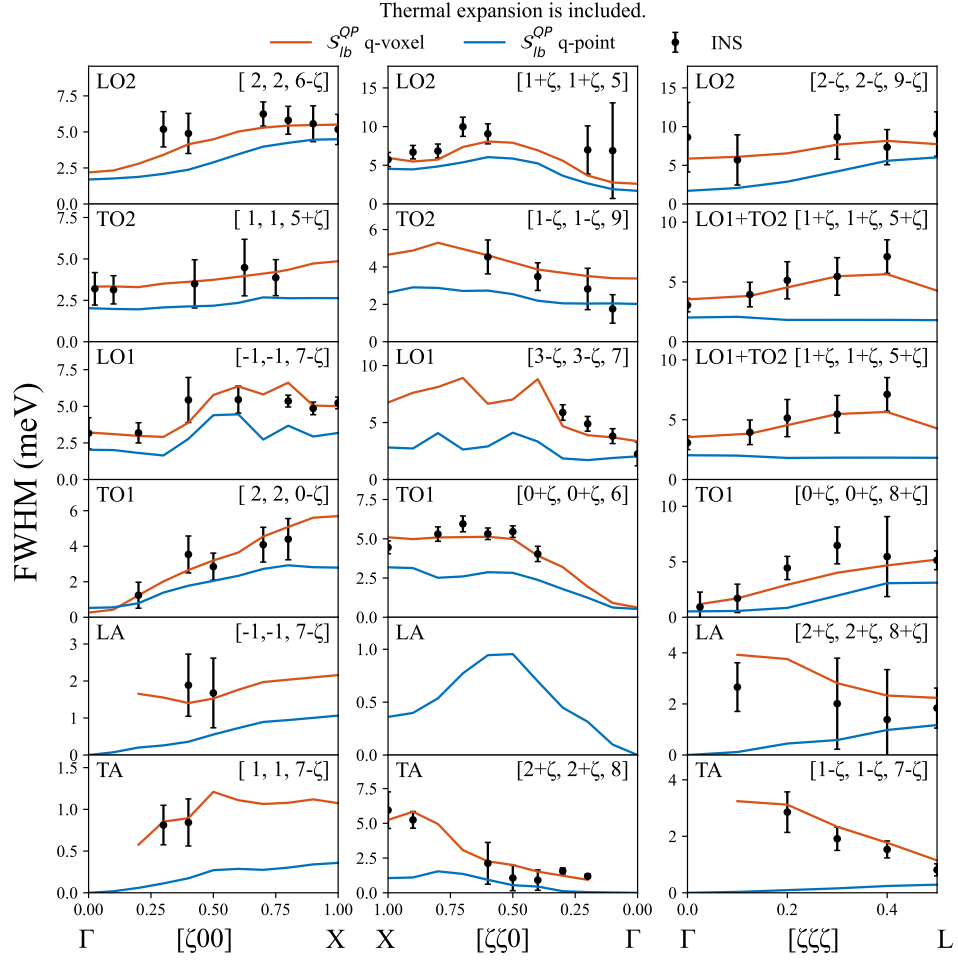 Thermal expansion is included.
S_{lb}^{QP} q-voxel S_{lb}^{QP} q-point INS
FWHM (meV)
LO2 [ 2, 2, 6-ζ]
7.5
5.0
2.5
0.0
LO2 [1+ζ, 1+ζ, 5]
15
10
5
0
LO2 [2-ζ, 2-ζ, 9-ζ]
15
10
5
0
TO2 [ 1, 1, 5+ζ]
7.5
5.0
2.5
0.0
TO2 [1-ζ, 1-ζ, 9]
6
4
2
0
LO1+TO2 [1+ζ, 1+ζ, 5+ζ]
10
5
0
LO1 [-1,-1, 7-ζ]
7.5
5.0
2.5
0.0
LO1 [3-ζ, 3-ζ, 7]
10
5
0
LO1+TO2 [1+ζ, 1+ζ, 5+ζ]
10
5
0
TO1 [ 2, 2, 0-ζ]
6
4
2
0
TO1 [0+ζ, 0+ζ, 6]
7.5
5.0
2.5
0.0
TO1 [0+ζ, 0+ζ, 8+ζ]
10
5
0
LA [-1,-1, 7-ζ]
3
2
1
0
LA
1.0
0.5
0.0
LA [2+ζ, 2+ζ, 8+ζ]
4
2
0
TA [ 1, 1, 7-ζ]
1.5
1.0
0.5
0.0
TA [2+ζ, 2+ζ, 8]
7.5
5.0
2.5
0.0
TA [1-ζ, 1-ζ, 7-ζ]
4
2
0
0.00 0.25 0.50 0.75 1.00
1.00 0.75 0.50 0.25 0.00
0.0 0.2 0.4
Γ [ζ00] X
X [ζζ0] Γ
Γ [ζζζ] L